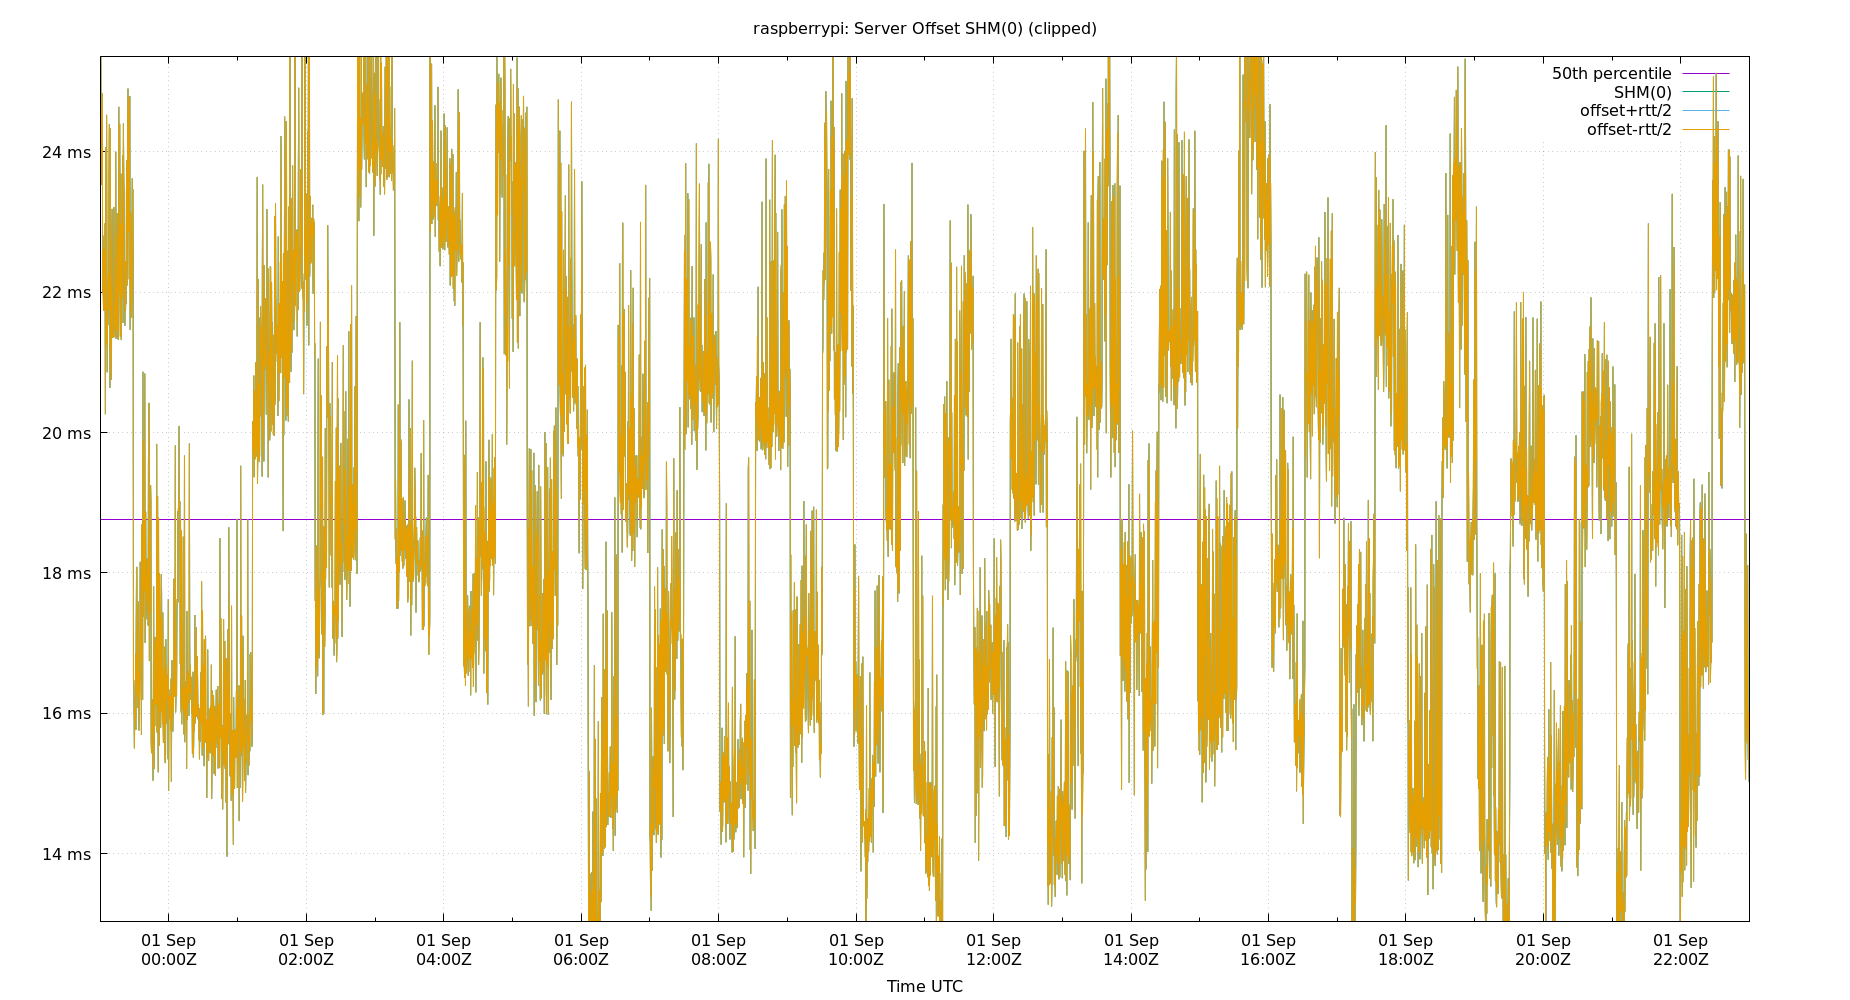 raspberrypi: Server Offset SHM(0) (clipped)
50th percentile
SHM(0)
offset+rtt/2
offset-rtt/2
24 ms
22 ms
20 ms
18 ms
16 ms
14 ms
01 Sep 01 Sep 01 Sep 01 Sep 01 Sep 01 Sep 01 Sep 01 Sep 01 Sep 01 Sep 01 Sep 01 Sep
00:00Z 02:00Z 04:00Z 06:00Z 08:00Z 10:00Z 12:00Z 14:00Z 16:00Z 18:00Z 20:00Z 22:00Z
Time UTC